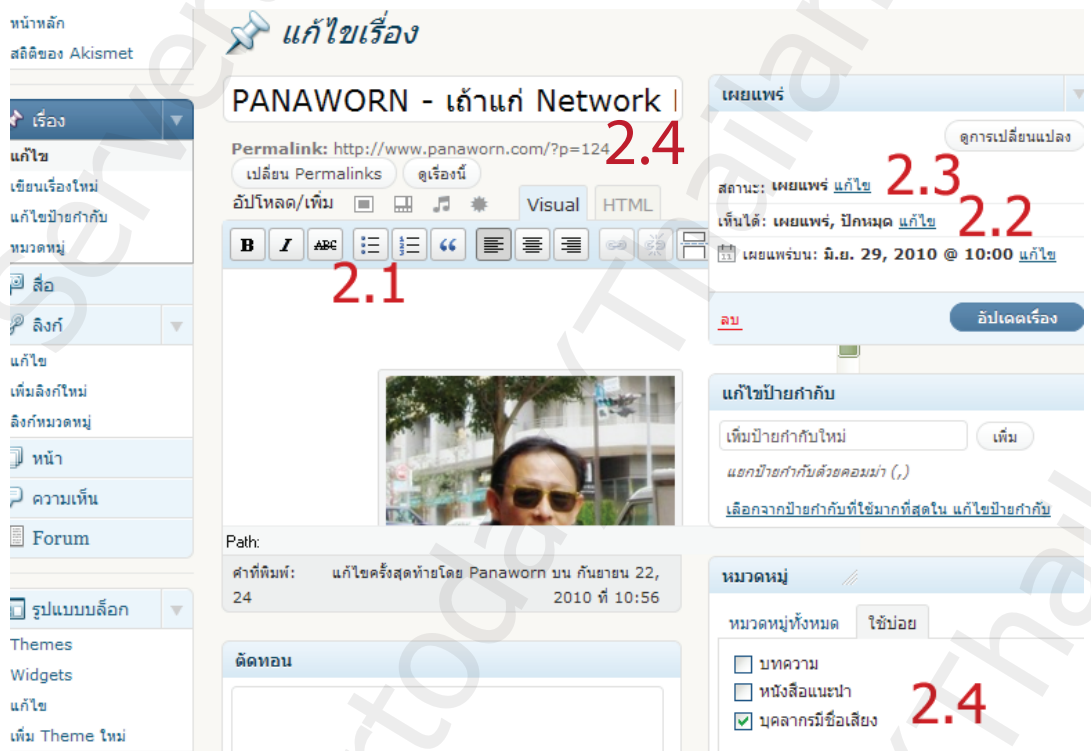 หน้าหลัก
สถิติของ Akismet
เรื่อง
แก้ไข
เขียนเรื่องใหม่
แก้ไขป้ายกำกับ
หมวดหมู่
สื่อ
ลิงก์
แก้ไข
เพิ่มลิงก์ใหม่
ลิงก์หมวดหมู่
หน้า
ความเห็น
Forum
รูปแบบบล็อก
Themes
Widgets
แก้ไข
เพิ่ม Theme ใหม่
แก้ไขเรื่อง
PANAWORN - เถ้าแก่ Network
Permalink: http://www.panaworn.com/?p=124
2.4
เปลี่ยน Permalinks ดูเรื่องนี้
อัปโหลด/เพิ่ม Visual HTML
B I ABC
2.1
Path:
คำที่พิมพ์: แก้ไขครั้งสุดท้ายโดย Panaworn บน กันยายน 22,
24 2010 ที่ 10:56
ตัดทอน
เผยแพร่
ดูการเปลี่ยนแปลง
สถานะ: เผยแพร่ แก้ไข 2.3
เห็นได้: เผยแพร่, ปักหมุด แก้ไข 2.2
เผยแพร่บน: มิ.ย. 29, 2010 @ 10:00 แก้ไข
ลบ อัปเดตเรื่อง
แก้ไขป้ายกำกับ
เพิ่มป้ายกำกับใหม่ เพิ่ม
แยกป้ายกำกับด้วยคอมม่า (,)
เลือกจากป้ายกำกับที่ใช้มากที่สุดใน แก้ไขป้ายกำกับ
หมวดหมู่
หมวดหมู่ทั้งหมด ใช้บ่อย
บทความ
หนังสือแนะนำ
บุคลากรมีชื่อเสียง 2.4